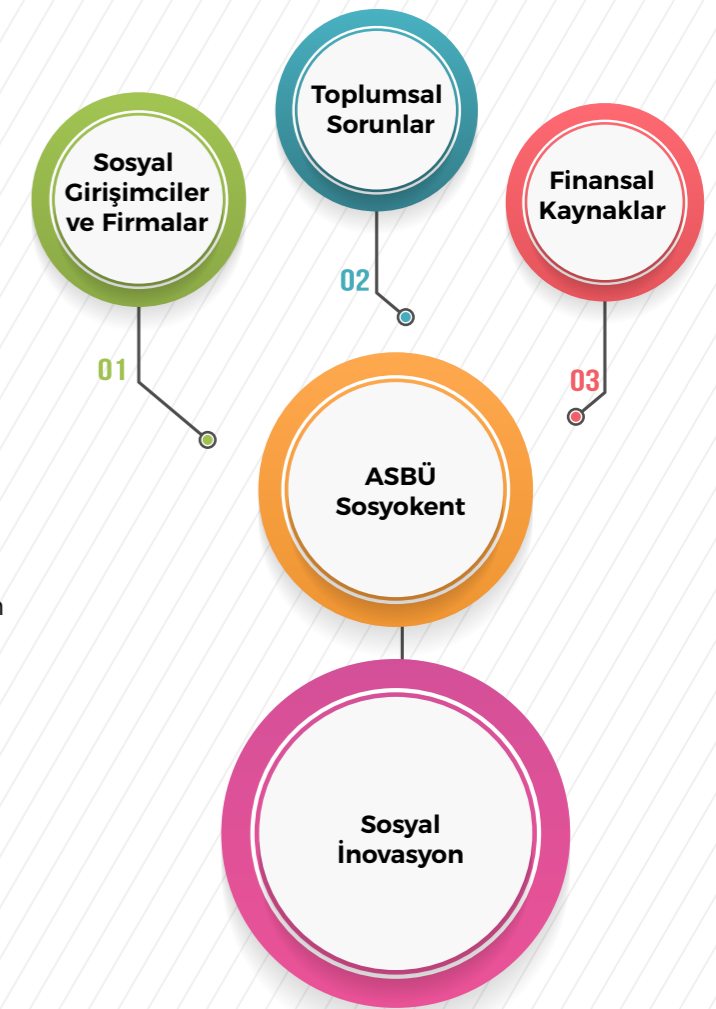 Toplumsal
Sorunlar
Sosyal
Girişimciler
ve Firmalar
Finansal
Kaynaklar
02
01
03
ASBÜ
Sosyokent
Sosyal
İnovasyon